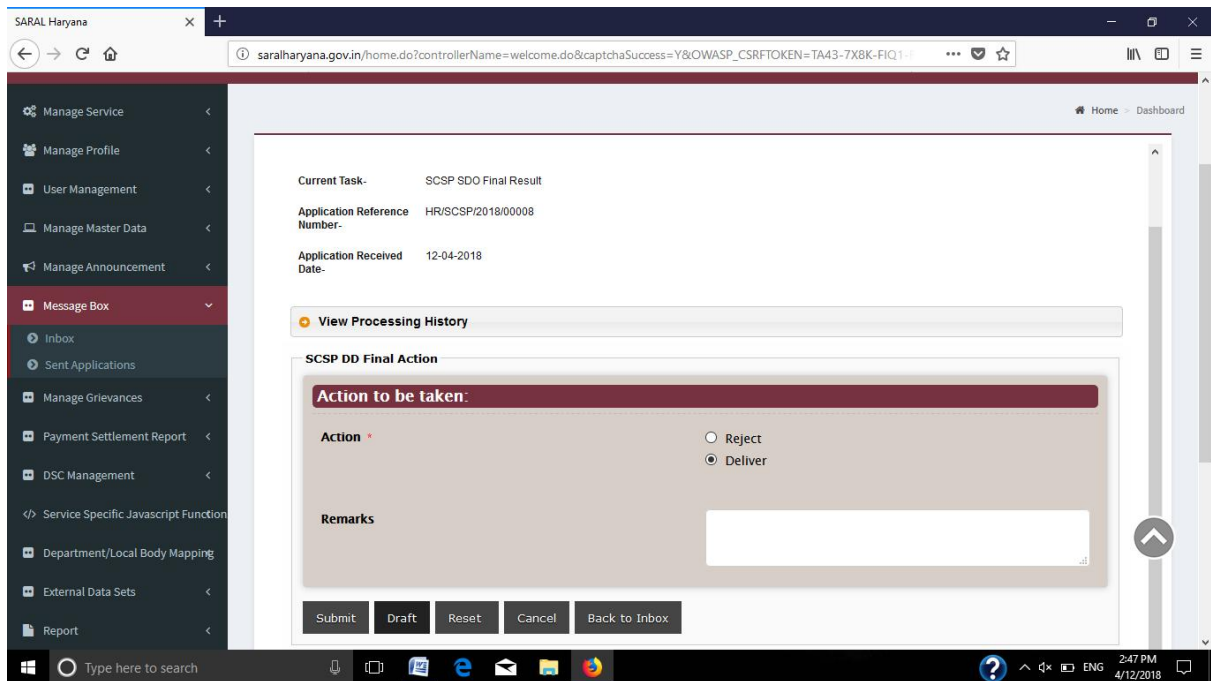 SARAL Haryana
saralharyana.gov.in/home.do?controllerName=welcome.do&captchaSuccess=Y&OWASP_CSRFTOKEN=TA43-7X8K-FIQ1-
Manage Service
Manage Profile
User Management
Manage Master Data
Manage Announcement
Message Box
Inbox
Sent Applications
Manage Grievances
Payment Settlement Report
DSC Management
Service Specific Javascript Function
Department/Local Body Mapping
External Data Sets
Report
Home > Dashboard
Current Task- SCSP SDO Final Result
Application Reference HR/SCSP/2018/00008
Number-
Application Received 12-04-2018
Date-
View Processing History
SCSP DD Final Action
Action to be taken:
Action * Reject
Deliver
Remarks
Submit Draft Reset Cancel Back to Inbox
Type here to search
ENG
2:47 PM
4/12/2018